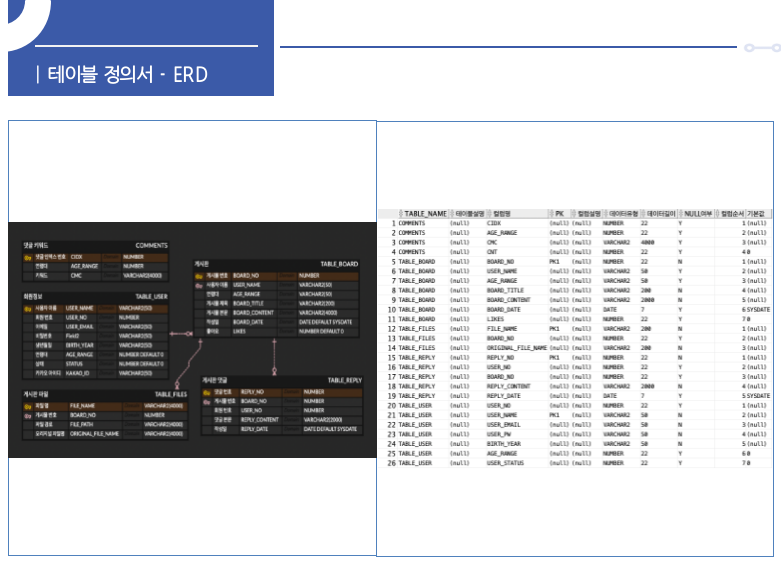 | 테이블 정의서 - ERD
댓글 키워드 COMMENTS
댓글 인덱스 번호 CIDX NUMBER
연령대 AGE_RANGE NUMBER
키워드 CMC VARCHAR2(4000)
회원정보 TABLE_USER
사용자 이름 USER_NAME VARCHAR2(50)
회원 번호 USER_NO NUMBER
이메일 USER_EMAIL VARCHAR2(50)
비밀번호 Field2 VARCHAR2(50)
생년월일 BIRTH_YEAR VARCHAR2(50)
연령대 AGE_RANGE NUMBER DEFAULT 0
상태 STATUS NUMBER DEFAULT 0
카카오 아이디 KAKAO_ID VARCHAR2(50)
게시판 파일 TABLE_FILES
파일 명 FILE_NAME VARCHAR2(4000)
게시물 번호 BOARD_NO NUMBER
파일 경로 FILE_PATH VARCHAR2(4000)
오리지널 파일명 ORIGINAL_FILE_NAME VARCHAR2(4000)
게시판 TABLE_BOARD
게시물 번호 BOARD_NO NUMBER
사용자 이름 USER_NAME VARCHAR2(50)
연령대 AGE_RANGE VARCHAR2(50)
게시물 제목 BOARD_TITLE VARCHAR2(50)
게시물 본문 BOARD_CONTENT VARCHAR2(4000)
작성일 BOARD_DATE DATE DEFAULT SYSDATE
좋아요 LIKES NUMBER DEFAULT 0
게시판 댓글 TABLE_REPLY
댓글 번호 REPLY_NO NUMBER
게시물 번호 BOARD_NO NUMBER
회원번호 USER_NO NUMBER
댓글 본문 REPLY_CONTENT VARCHAR2(2000)
작성일 REPLY_DATE DATE DEFAULT SYSDATE
TABLE_NAME 테이블설명 컬럼명 PK 컬럼설명 데이터유형 데이터길이 NULL여부 컬럼순서 기본값
1 COMMENTS (null) CIDX (null) (null) NUMBER 22 Y 1 (null)
2 COMMENTS (null) AGE_RANGE (null) (null) NUMBER 22 Y 2 (null)
3 COMMENTS (null) CMC (null) (null) VARCHAR2 4000 Y 3 (null)
4 COMMENTS (null) CNT (null) (null) NUMBER 22 Y 4 0
5 TABLE_BOARD (null) BOARD_NO PK1 (null) NUMBER 22 N 1 (null)
6 TABLE_BOARD (null) USER_NAME (null) (null) VARCHAR2 50 Y 2 (null)
7 TABLE_BOARD (null) AGE_RANGE (null) (null) VARCHAR2 50 Y 3 (null)
8 TABLE_BOARD (null) BOARD_TITLE (null) (null) VARCHAR2 200 N 4 (null)
9 TABLE_BOARD (null) BOARD_CONTENT (null) (null) VARCHAR2 2000 N 5 (null)
10 TABLE_BOARD (null) BOARD_DATE (null) (null) DATE 7 Y 6 SYSDATE
11 TABLE_BOARD (null) LIKES (null) (null) NUMBER 22 Y 7 0
12 TABLE_FILES (null) FILE_NAME PK1 (null) VARCHAR2 200 N 1 (null)
13 TABLE_FILES (null) BOARD_NO (null) (null) NUMBER 22 N 2 (null)
14 TABLE_FILES (null) ORIGINAL_FILE_NAME (null) (null) VARCHAR2 200 N 3 (null)
15 TABLE_REPLY (null) REPLY_NO PK1 (null) NUMBER 22 N 1 (null)
16 TABLE_REPLY (null) USER_NO (null) (null) NUMBER 22 N 2 (null)
17 TABLE_REPLY (null) BOARD_NO (null) (null) NUMBER 22 N 3 (null)
18 TABLE_REPLY (null) REPLY_CONTENT (null) (null) VARCHAR2 2000 N 4 (null)
19 TABLE_REPLY (null) REPLY_DATE (null) (null) DATE 7 Y 5 SYSDATE
20 TABLE_USER (null) USER_NO (null) (null) NUMBER 22 N 1 (null)
21 TABLE_USER (null) USER_NAME PK1 (null) VARCHAR2 50 N 2 (null)
22 TABLE_USER (null) USER_EMAIL (null) (null) VARCHAR2 50 N 3 (null)
23 TABLE_USER (null) USER_PW (null) (null) VARCHAR2 50 N 4 (null)
24 TABLE_USER (null) BIRTH_YEAR (null) (null) NUMBER 22 N 5 (null)
25 TABLE_USER (null) AGE_RANGE (null) (null) NUMBER 22 Y 6 0
26 TABLE_USER (null) USER_STATUS (null) (null) NUMBER 22 Y 7 0